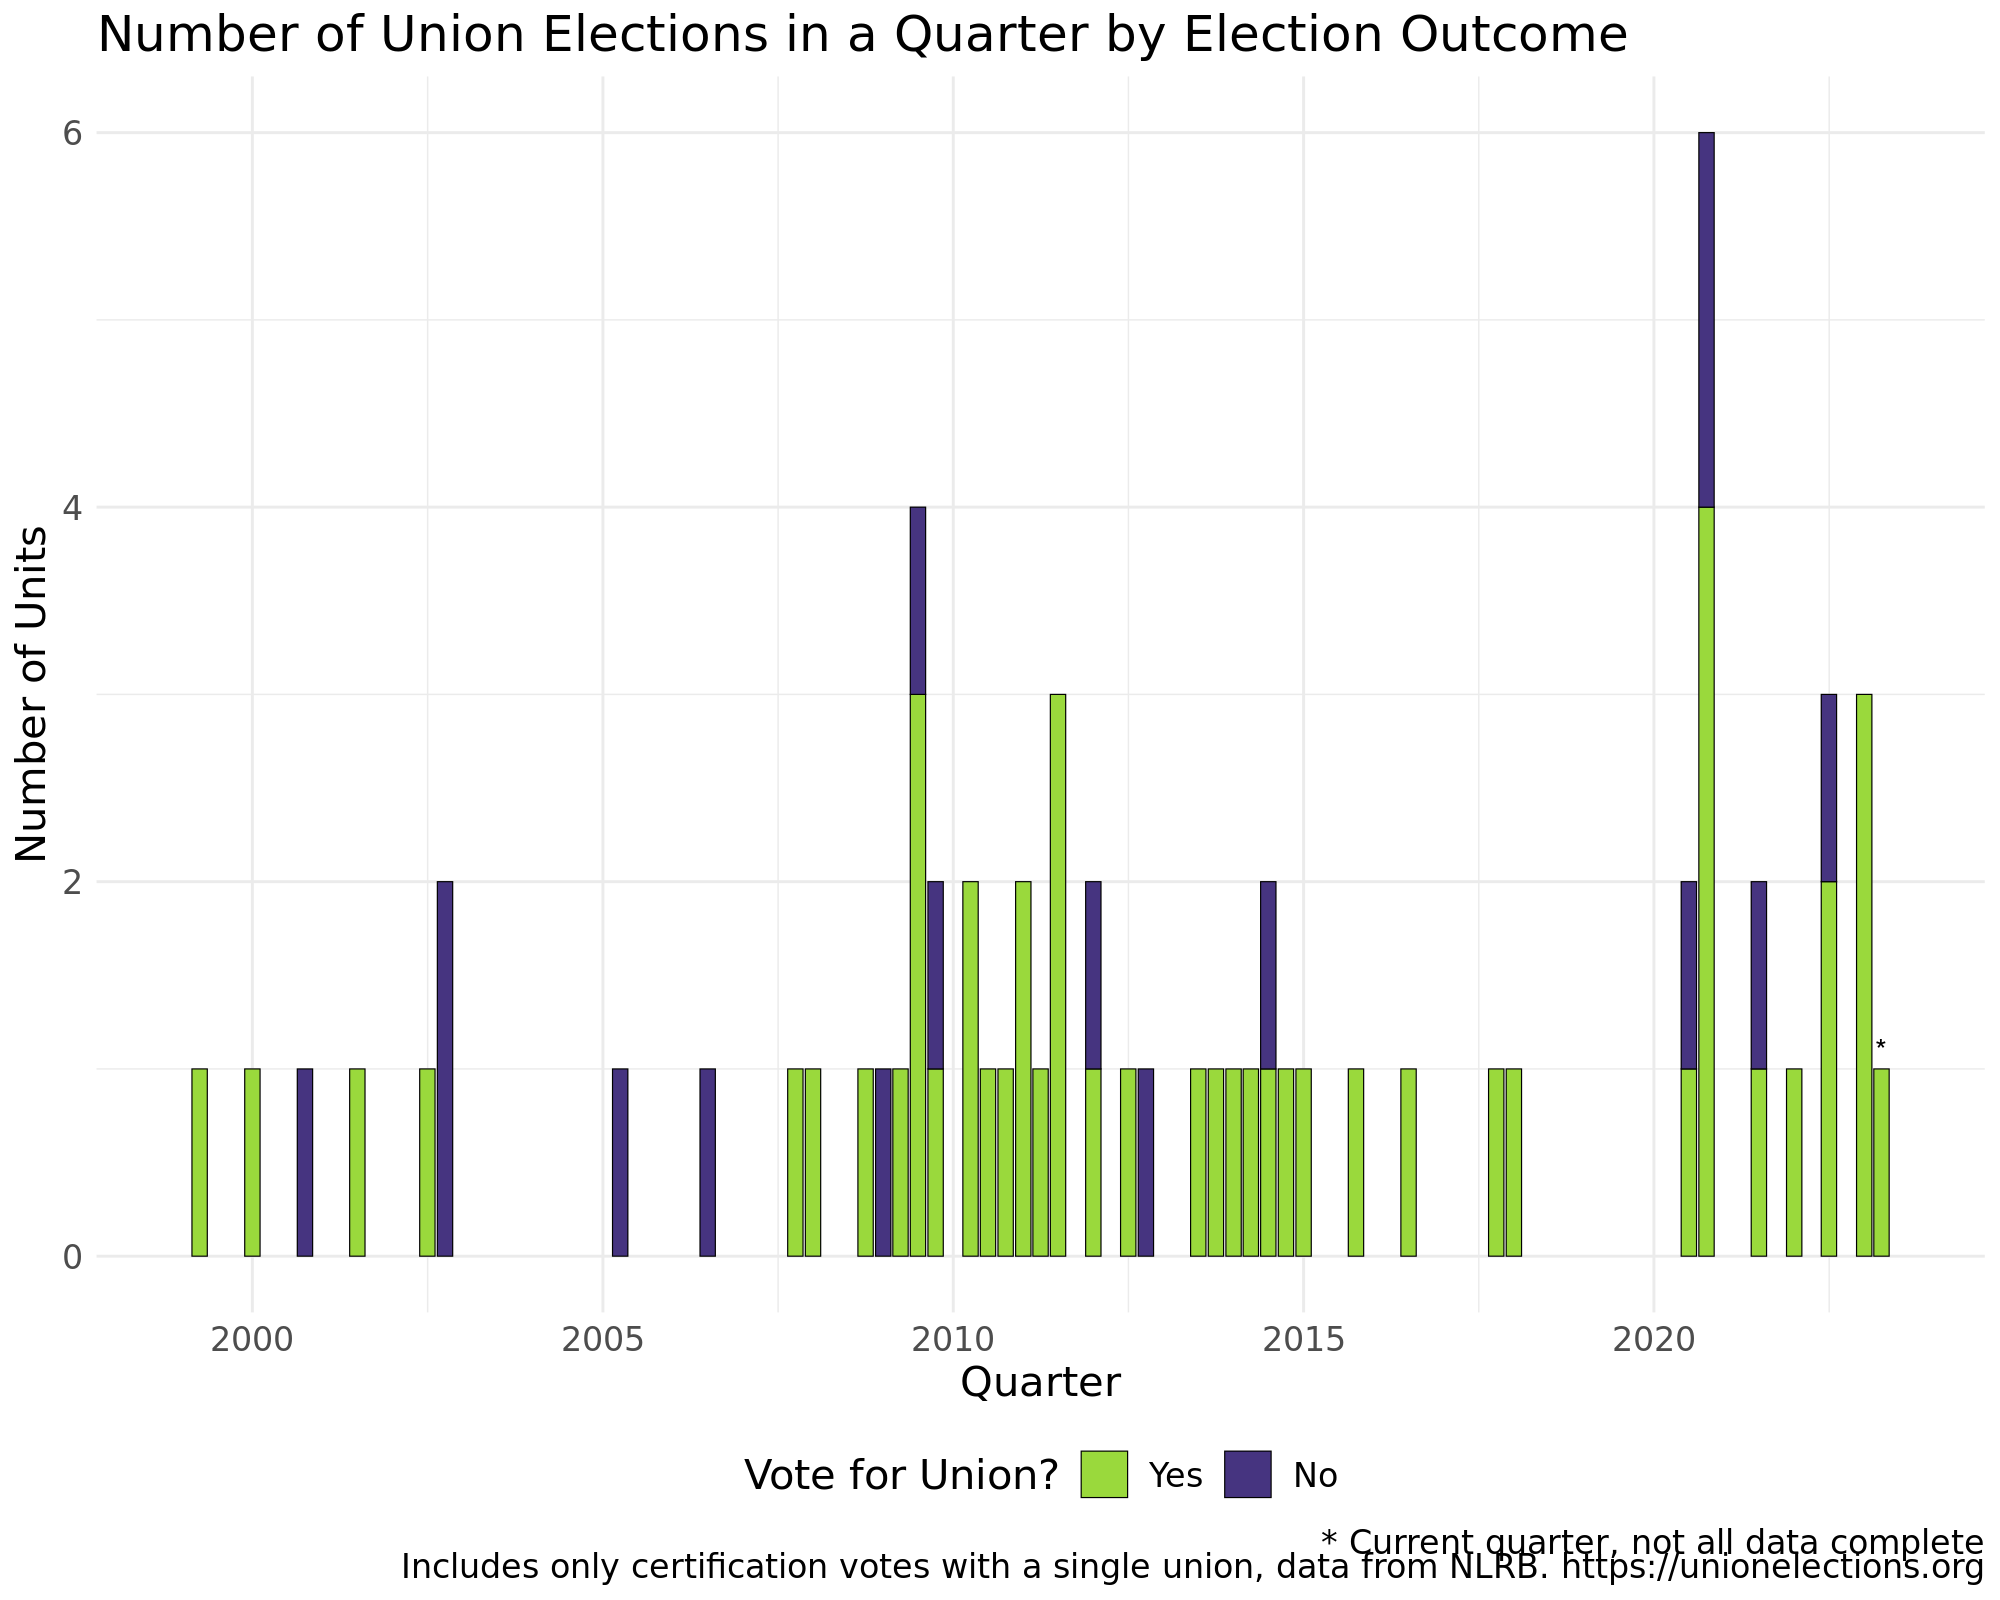 Number of Union Elections in a Quarter by Election Outcome
6
4
2
0
Number of Units
*
2000 2005 2010 2015 2020
Quarter
Vote for Union? Yes No
* Current quarter, not all data complete
Includes only certification votes with a single union, data from NLRB. https://unionelections.org